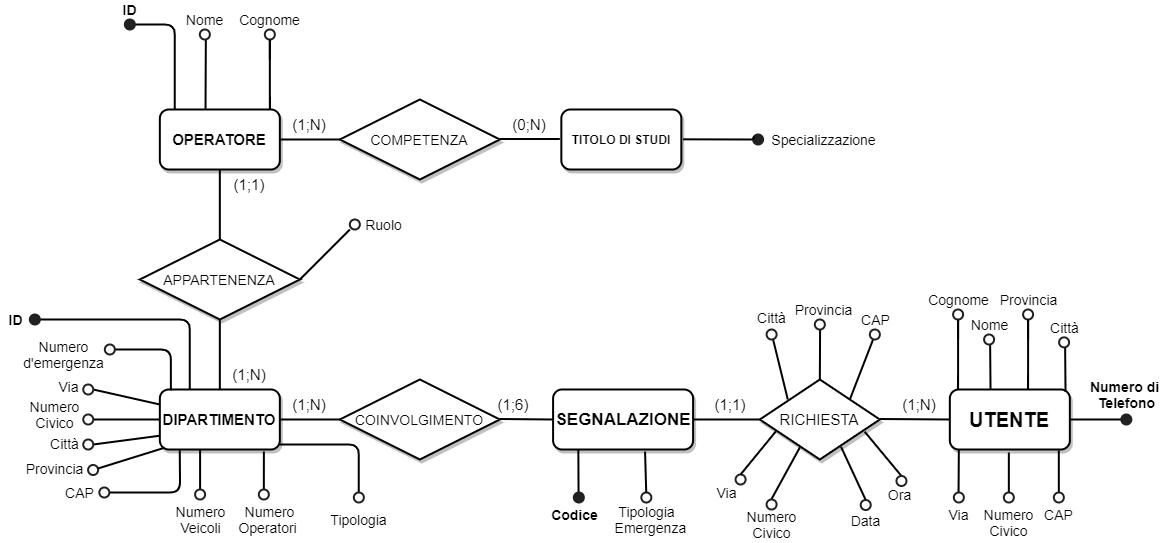 ID
Nome
Cognome
OPERATORE
(1;N)
COMPETENZA
(0;N)
TITOLO DI STUDI
Specializzazione
(1;1)
Ruolo
APPARTENENZA
ID
Numero
d'emergenza
Via
Numero
Civico
Città
Provincia
CAP
(1;N)
DIPARTIMENTO
Numero
Veicoli
Numero
Operatori
Tipologia
(1;N)
COINVOLGIMENTO
(1;6)
SEGNALAZIONE
Codice
Tipologia
Emergenza
(1;1)
Città
Provincia
CAP
RICHIESTA
Via
Numero
Civico
Data
Ora
(1;N)
Cognome
Nome
Provincia
Città
UTENTE
Numero di
Telefono
Via
Numero
Civico
CAP